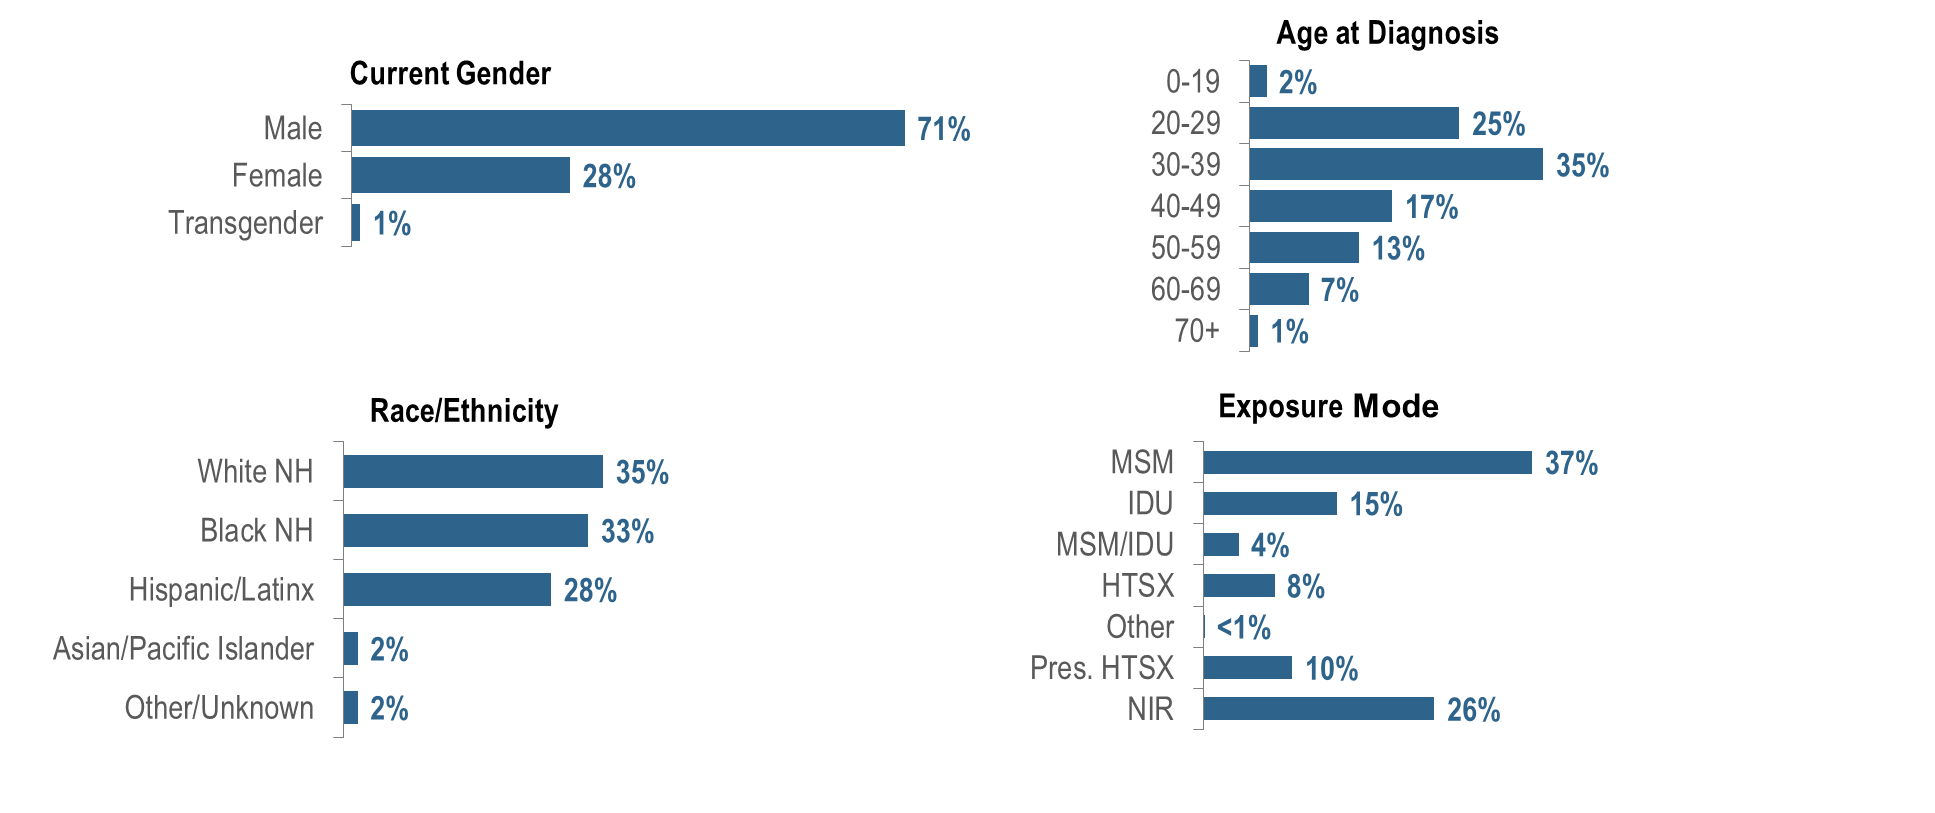 Current Gender
Male 71%
Female 28%
Transgender 1%
Age at Diagnosis
0-19 2%
20-29 25%
30-39 35%
40-49 17%
50-59 13%
60-69 7%
70+ 1%
Race/Ethnicity
White NH 35%
Black NH 33%
Hispanic/Latinx 28%
Asian/Pacific Islander 2%
Other/Unknown 2%
Exposure Mode
MSM 37%
IDU 15%
MSM/IDU 4%
HTSX 8%
Other <1%
Pres. HTSX 10%
NIR 26%